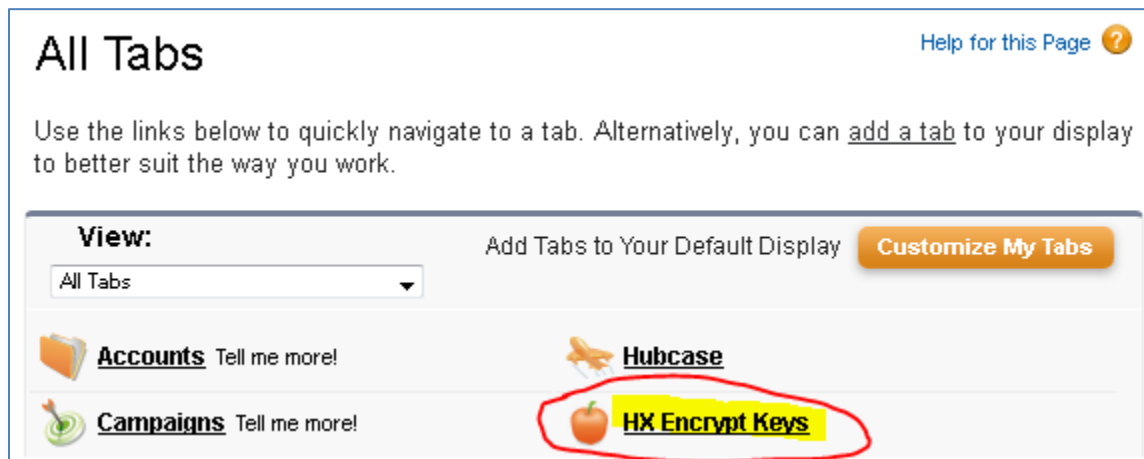 All Tabs
Help for this Page ?
Use the links below to quickly navigate to a tab. Alternatively, you can add a tab to your display
to better suit the way you work.
View:
Add Tabs to Your Default Display
Customize My Tabs
All Tabs
Accounts Tell me more!
Hubcase
Campaigns Tell me more!
HX Encrypt Keys